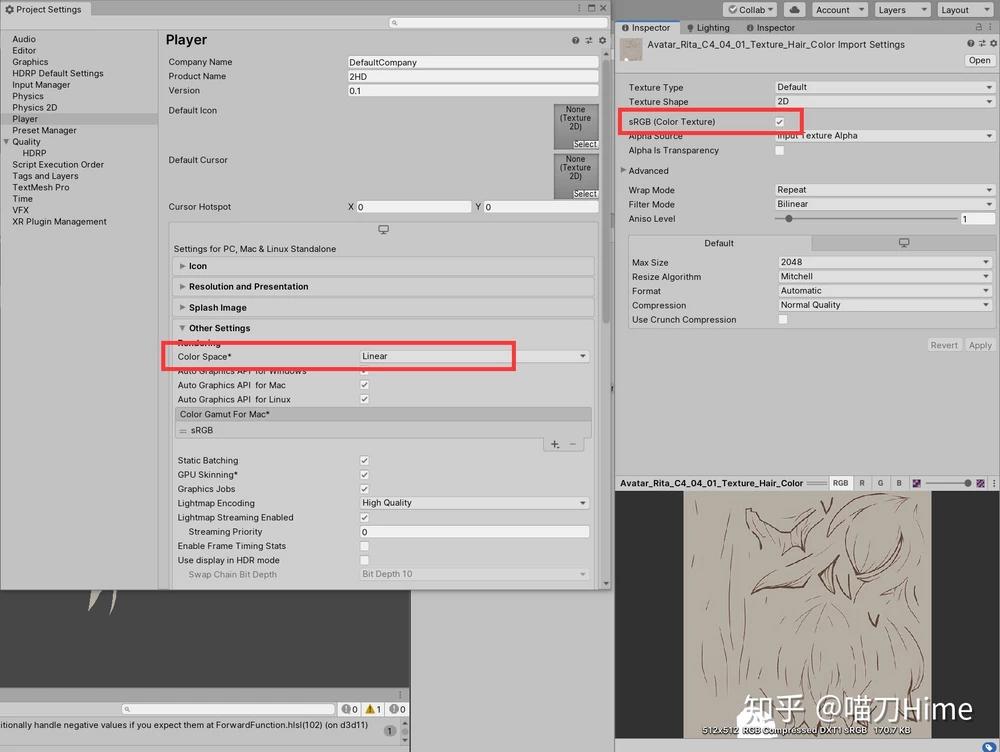 Project Settings
Audio
Editor
Graphics
HDRP Default Settings
Input Manager
Physics
Physics 2D
Player
Preset Manager
Quality
HDRP
Script Execution Order
Tags and Layers
TextMesh Pro
Time
VFX
XR Plugin Management
Player
Company Name DefaultCompany
Product Name 2HD
Version 0.1
Default Icon
None
(Texture
2D)
Select
Default Cursor
None
(Texture
2D)
Select
Cursor Hotspot X 0 Y 0
Settings for PC, Mac & Linux Standalone
Icon
Resolution and Presentation
Splash Image
Other Settings
Rendering
Color Space* Linear
Auto Graphics API for Windows
Auto Graphics API for Mac
Auto Graphics API for Linux
Color Gamut For Mac*
sRGB
Static Batching
GPU Skinning*
Graphics Jobs
Lightmap Encoding High Quality
Lightmap Streaming Enabled
Streaming Priority 0
Enable Frame Timing Stats
Use display in HDR mode
Swap Chain Bit Depth Bit Depth 10
0 1 0
itionally handle negative values if you expect them at ForwardFunction.hlsl(102) (on d3d11)
1
Collab Account Layers Layout
Inspector Lighting Inspector
Avatar_Rita_C4_04_01_Texture_Hair_Color Import Settings
Open
Texture Type Default
Texture Shape 2D
sRGB (Color Texture)
Alpha Source Input Texture Alpha
Alpha Is Transparency
Advanced
Wrap Mode Repeat
Filter Mode Bilinear
Aniso Level 1
Default
Max Size 2048
Resize Algorithm Mitchell
Format Automatic
Compression Normal Quality
Use Crunch Compression
Revert Apply
Avatar_Rita_C4_04_01_Texture_Hair_Color RGB R G B
知乎 @喵刀Hime
512x512 RGB Compressed DXT1 sRGB 170.7 KB